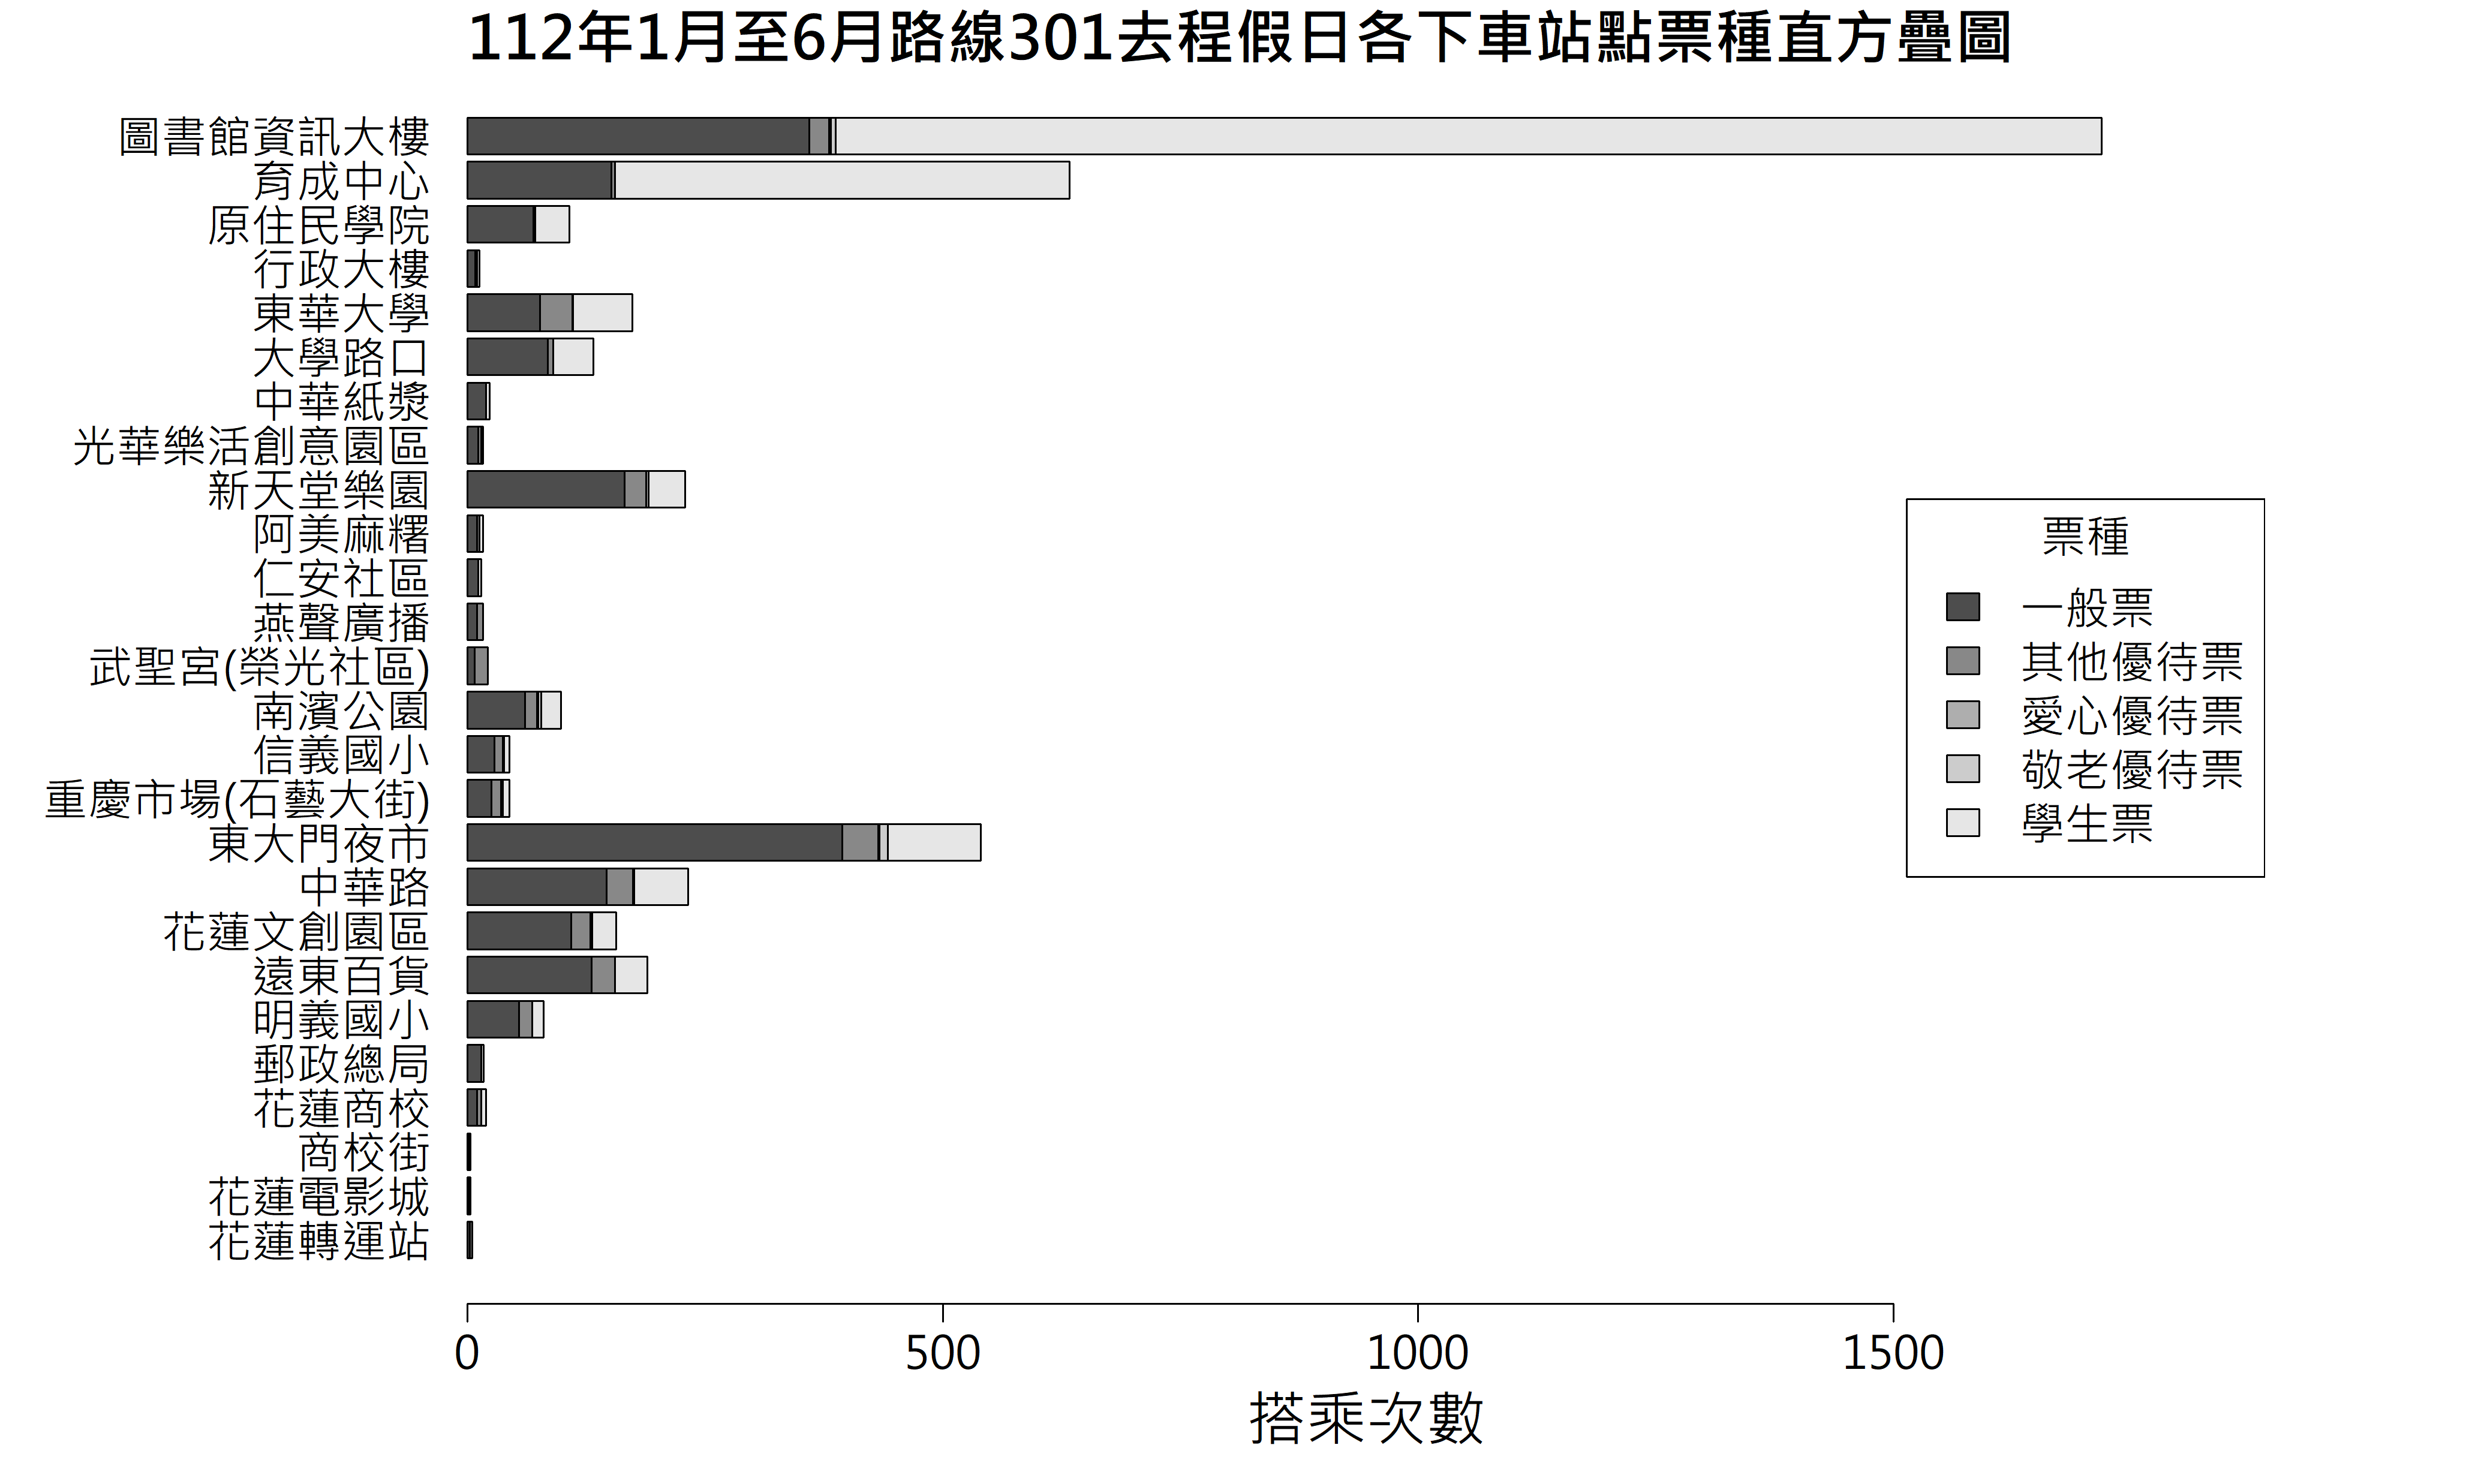 112年1月至6月路線301去程假日各下車站點票種直方疊圖
圖書館資訊大樓
育成中心
原住民學院
行政大樓
東華大學
大學路口
中華紙漿
光華樂活創意園區
新天堂樂園
阿美麻糬
仁安社區
燕聲廣播
武聖宮(榮光社區)
南濱公園
信義國小
重慶市場(石藝大街)
東大門夜市
中華路
花蓮文創園區
遠東百貨
明義國小
郵政總局
花蓮商校
商校街
花蓮電影城
花蓮轉運站
票種
一般票
其他優待票
愛心優待票
敬老優待票
學生票
0 500 1000 1500
搭乘次數